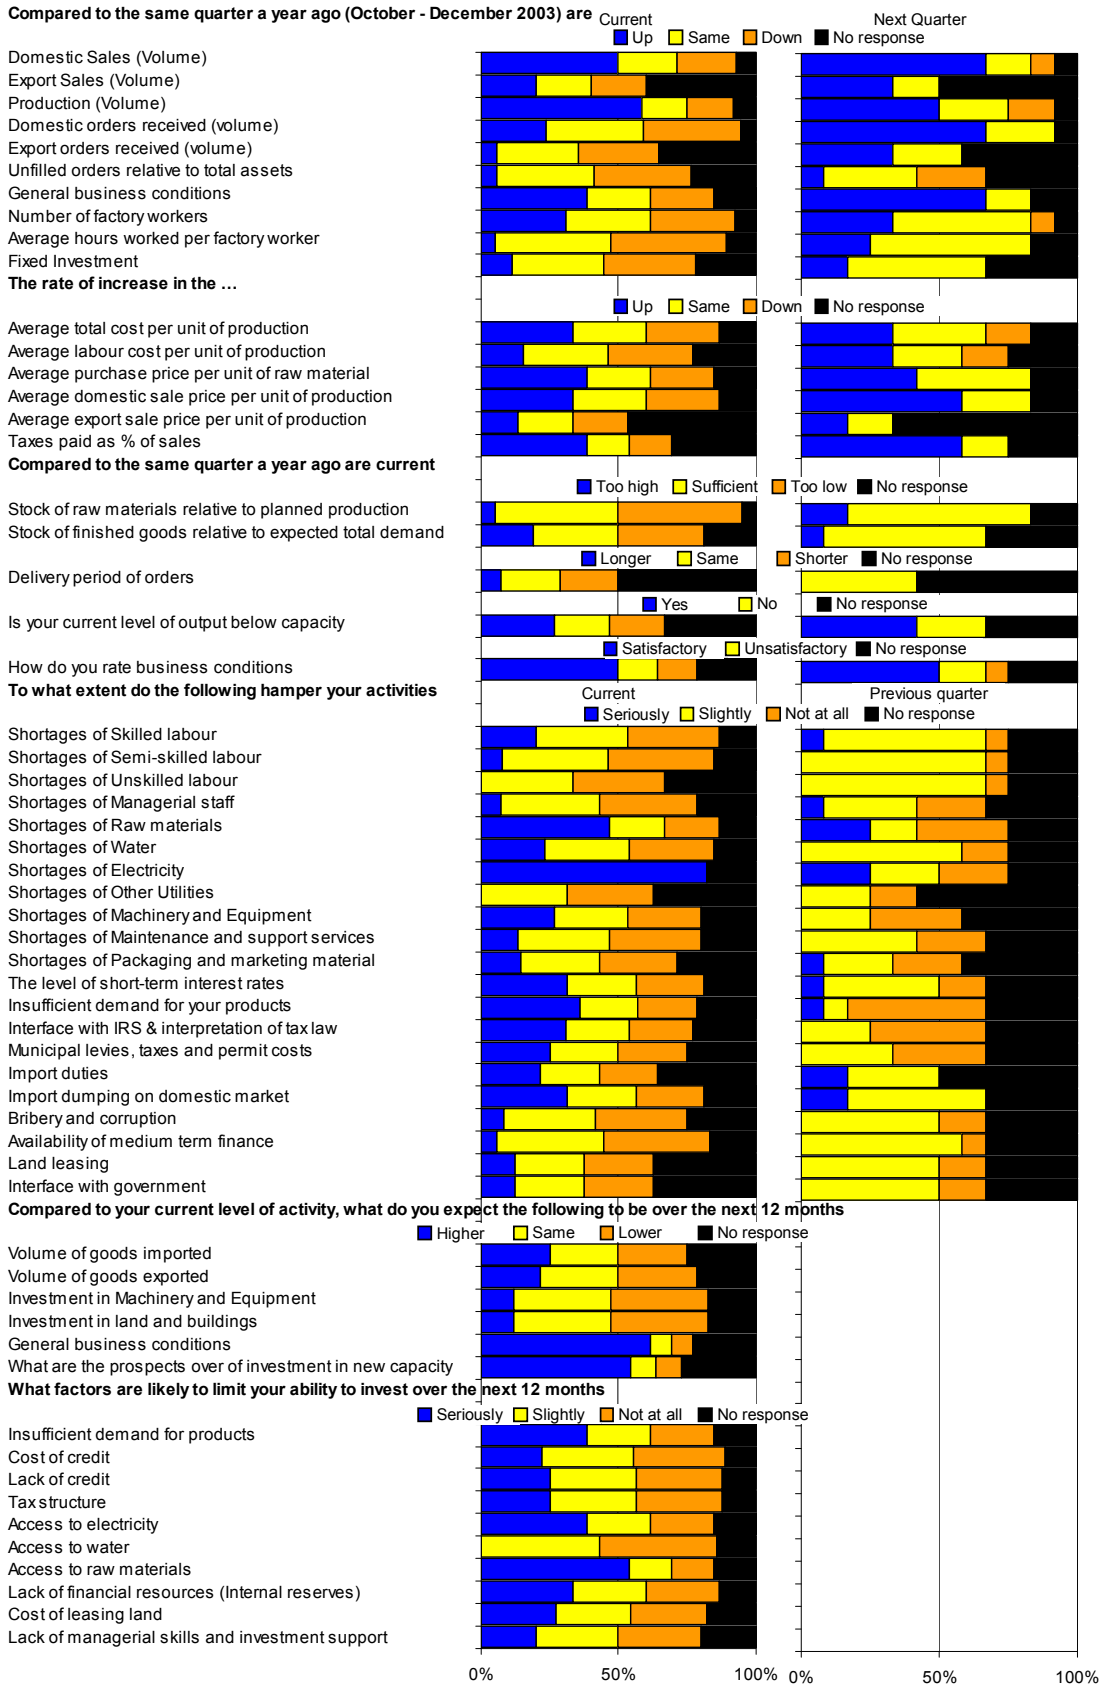 Compared to the same quarter a year ago (October - December 2003) are
Current Next Quarter
Up Same Down No response Up Same Down No response
Domestic Sales (Volume)
Export Sales (Volume)
Production (Volume)
Domestic orders received (volume)
Export orders received (volume)
Unfilled orders relative to total assets
General business conditions
Number of factory workers
Average hours worked per factory worker
Fixed Investment
The rate of increase in the …
Up Same Down No response
Average total cost per unit of production
Average labour cost per unit of production
Average purchase price per unit of raw material
Average domestic sale price per unit of production
Average export sale price per unit of production
Taxes paid as % of sales
Compared to the same quarter a year ago are current
Too high Sufficient Too low No response
Stock of raw materials relative to planned production
Stock of finished goods relative to expected total demand
Longer Same Shorter No response
Delivery period of orders
Yes No No response
Is your current level of output below capacity
Satisfactory Unsatisfactory No response
How do you rate business conditions
To what extent do the following hamper your activities
Current Previous quarter
Seriously Slightly Not at all No response
Shortages of Skilled labour
Shortages of Semi-skilled labour
Shortages of Unskilled labour
Shortages of Managerial staff
Shortages of Raw materials
Shortages of Water
Shortages of Electricity
Shortages of Other Utilities
Shortages of Machinery and Equipment
Shortages of Maintenance and support services
Shortages of Packaging and marketing material
The level of short-term interest rates
Insufficient demand for your products
Interface with IRS & interpretation of tax law
Municipal levies, taxes and permit costs
Import duties
Import dumping on domestic market
Bribery and corruption
Availability of medium term finance
Land leasing
Interface with government
Compared to your current level of activity, what do you expect the following to be over the next 12 months
Higher Same Lower No response
Volume of goods imported
Volume of goods exported
Investment in Machinery and Equipment
Investment in land and buildings
General business conditions
What are the prospects over of investment in new capacity
What factors are likely to limit your ability to invest over the next 12 months
Seriously Slightly Not at all No response
Insufficient demand for products
Cost of credit
Lack of credit
Tax structure
Access to electricity
Access to water
Access to raw materials
Lack of financial resources (Internal reserves)
Cost of leasing land
Lack of managerial skills and investment support
0% 50% 100% 0% 50% 100%